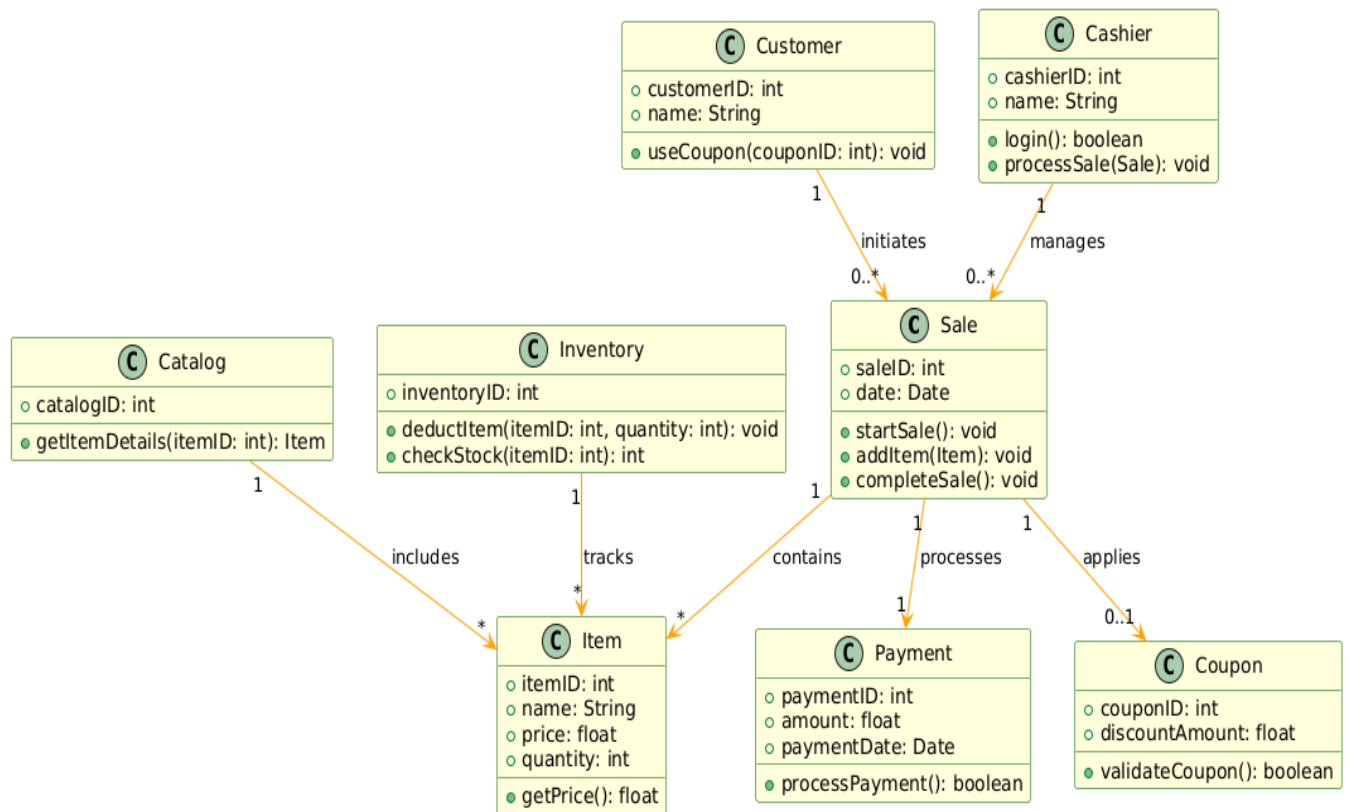 C Customer
customerID: int
name: String
useCoupon(couponID: int): void
C Cashier
cashierID: int
name: String
login(): boolean
processSale(Sale): void
1
initiates
0..*
1
manages
0..*
C Catalog
catalogID: int
getItemDetails(itemID: int): Item
C Inventory
inventoryID: int
deductItem(itemID: int, quantity: int): void
checkStock(itemID: int): int
C Sale
saleID: int
date: Date
startSale(): void
addItem(Item): void
completeSale(): void
1
includes
*
1
tracks
*
1
contains
*
1
processes
1
1
applies
0..1
C Item
itemID: int
name: String
price: float
quantity: int
getPrice(): float
C Payment
paymentID: int
amount: float
paymentDate: Date
processPayment(): boolean
C Coupon
couponID: int
discountAmount: float
validateCoupon(): boolean